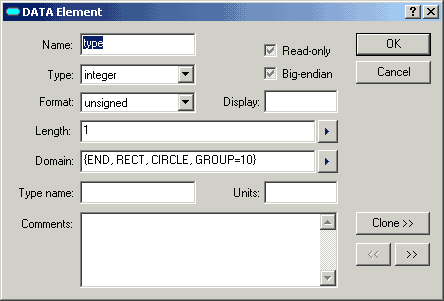 DATA Element
Name: type
Read-only
OK
Type: integer
Big-endian
Cancel
Format: unsigned
Display:
Length: 1
Domain: {END, RECT, CIRCLE, GROUP=10}
Type name:
Units:
Comments:
Clone >>
<< >>